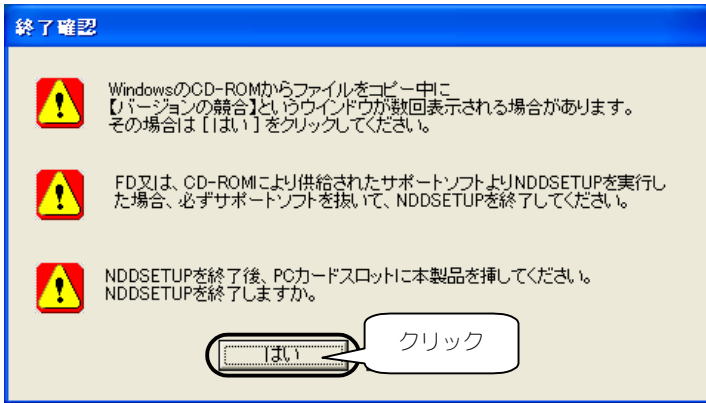 終了確認
WindowsのCD-ROMからファイルをコピー中に
【バージョンの競合】というウインドウが数回表示される場合があります。
その場合は [はい] をクリックしてください。
FD又は、CD-ROMにより供給されたサポートソフトよりNDDSETUPを実行し
た場合、必ずサポートソフトを抜いて、NDDSETUPを終了してください。
NDDSETUPを終了後、PCカードスロットに本製品を挿してください。
NDDSETUPを終了しますか。
はい
クリック